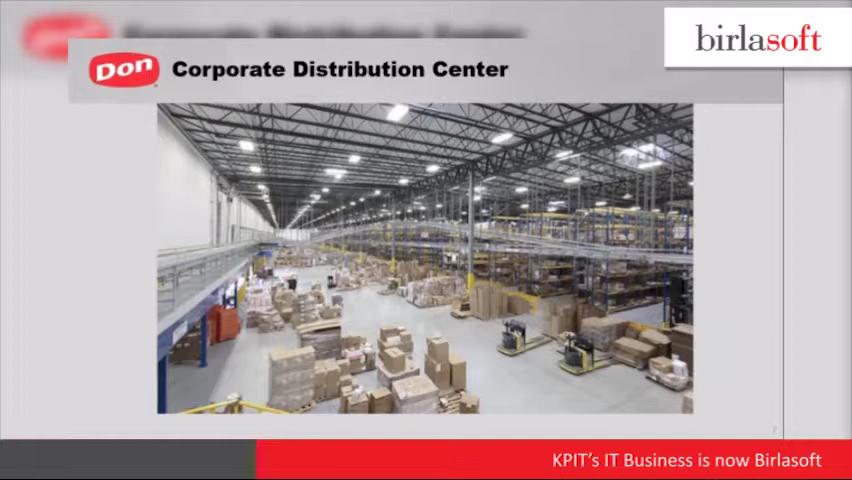 birlasoft
Don
Corporate Distribution Center
KPIT's IT Business is now Birlasoft